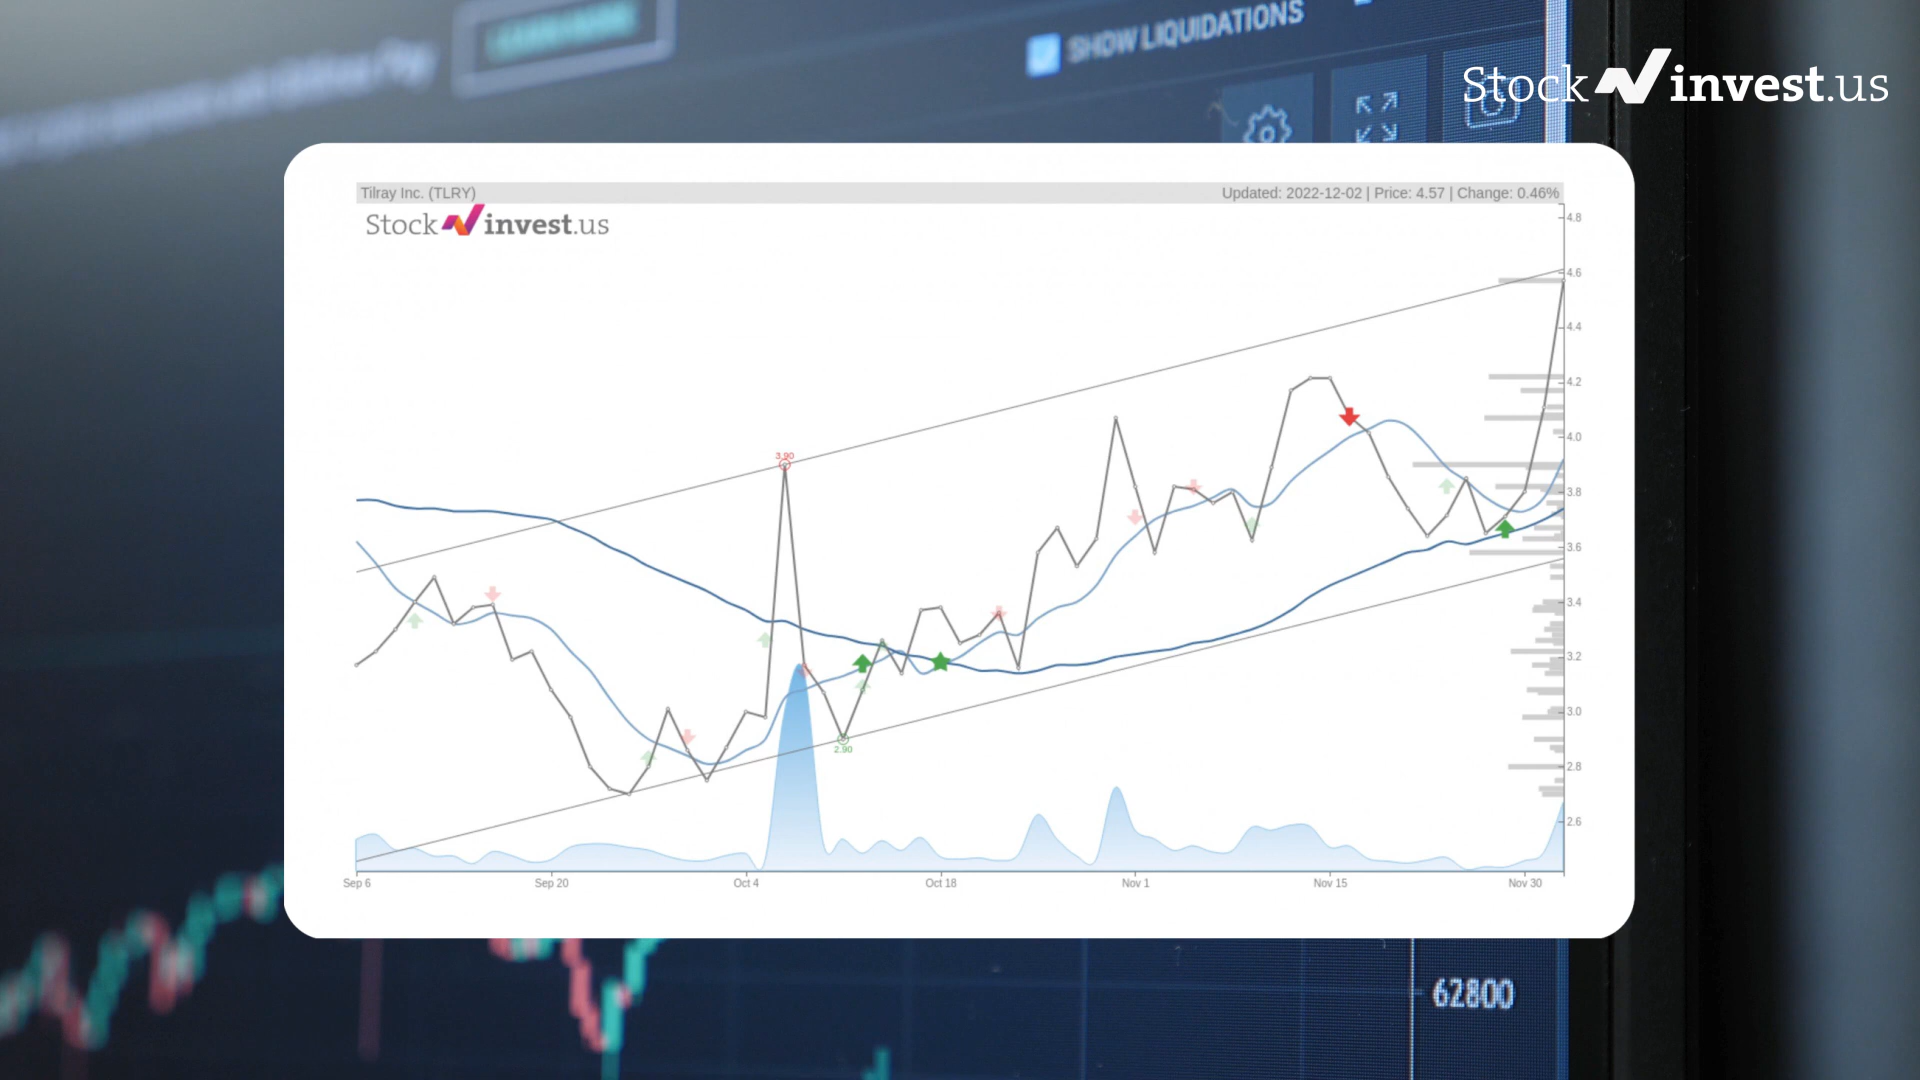 SHOW LIQUIDATIONS
Stock invest.us
Tilray Inc. (TLRY)
Updated: 2022-12-02 | Price: 4.57 | Change: 0.46%
Stock invest.us
4.8
4.6
4.4
4.2
4.0
3.8
3.6
3.4
3.2
3.0
2.8
2.6
3.90
2.90
Sep 6
Sep 20
Oct 4
Oct 18
Nov 1
Nov 15
Nov 30
62800